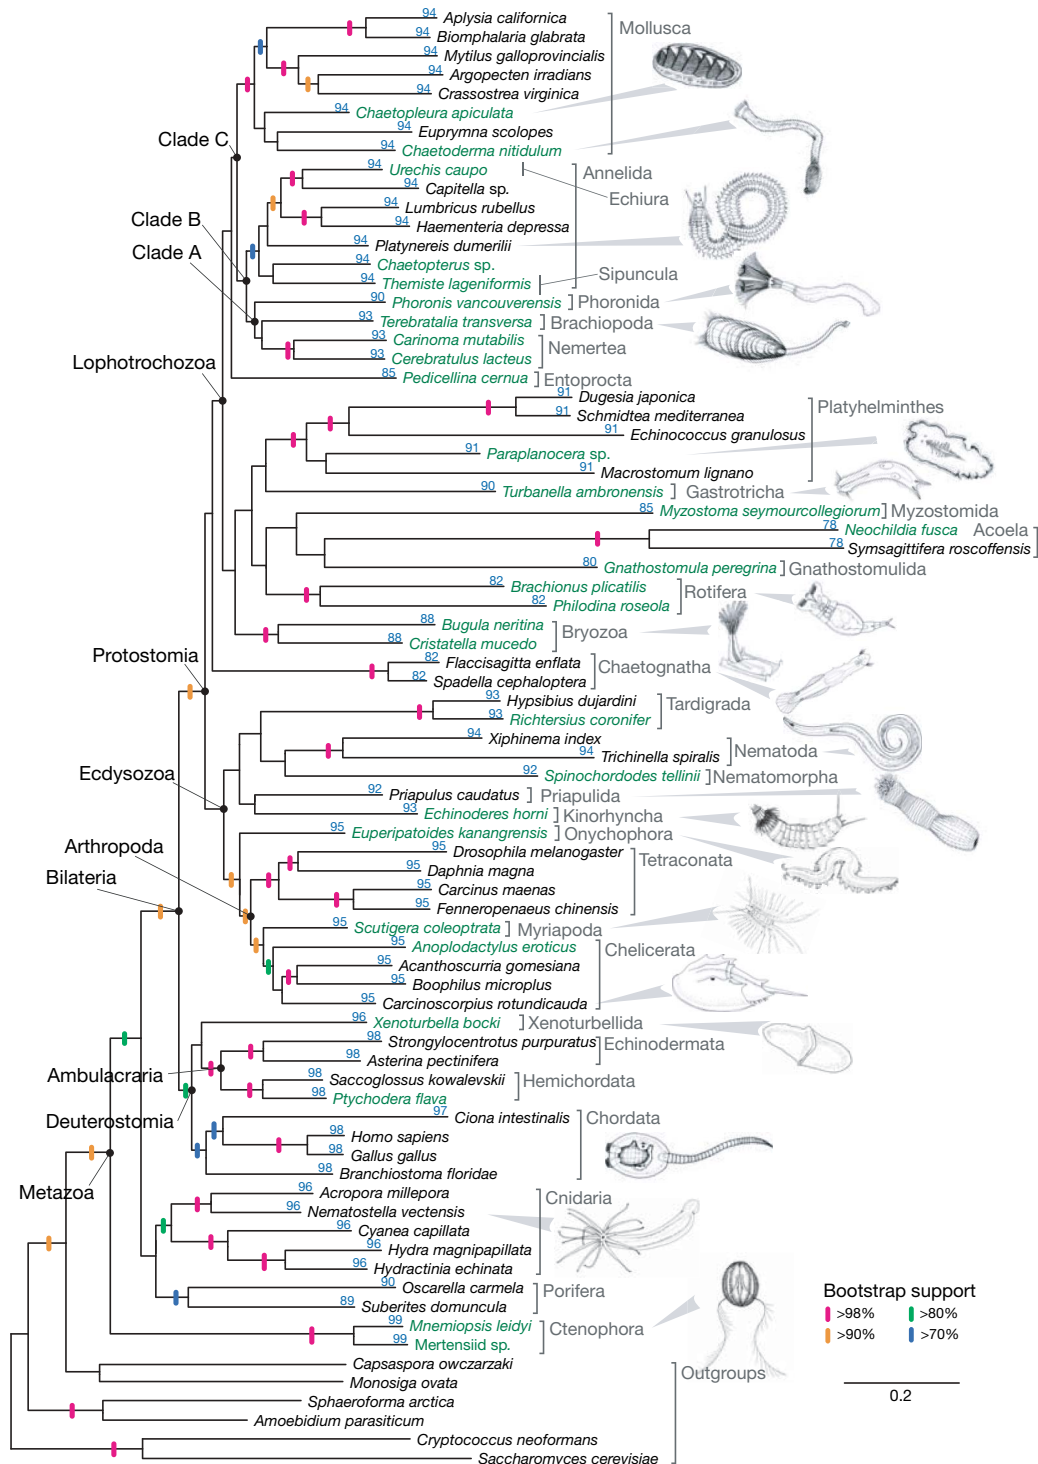 94 Aplysia californica
Mollusca
94 Biomphalaria glabrata
94 Mytilus galloprovincialis
94 Argopecten irradians
94 Crassostrea virginica
94 Chaetopleura apiculata
94 Euprymna scolopes
Clade C
94 Chaetoderma nitidulum
94 Urechis caupo
Annelida
94 Capitella sp.
Echiura
94 Lumbricus rubellus
Clade B
94 Haementeria depressa
94 Platynereis dumerilii
Clade A
94 Chaetopterus sp.
Sipuncula
94 Themiste lageniformis
90 Phoronis vancouverensis
Phoronida
93 Terebratalia transversa
Brachiopoda
93 Carinoma mutabilis
Nemertea
93 Cerebratulus lacteus
Lophotrochozoa
85 Pedicellina cernua
Entoprocta
91 Dugesia japonica
Platyhelminthes
91 Schmidtea mediterranea
91 Echinococcus granulosus
91 Paraplanocera sp.
91 Macrostomum lignano
90 Turbanella ambronensis
Gastrotricha
85 Myzostoma seymourcollegiorum
Myzostomida
78 Neochildia fusca
Acoela
78 Symsagittifera roscoffensis
80 Gnathostomula peregrina
Gnathostomulida
82 Brachionus plicatilis
Rotifera
82 Philodina roseola
88 Bugula neritina
Bryozoa
88 Cristatella mucedo
Protostomia
82 Flaccisagitta enflata
Chaetognatha
82 Spadella cephaloptera
93 Hypsibius dujardini
Tardigrada
93 Richtersius coronifer
94 Xiphinema index
Nematoda
94 Trichinella spiralis
Ecdysozoa
92 Spinochordodes tellinii
Nematomorpha
92 Priapulus caudatus
Priapulida
93 Echinoderes horni
Kinorhyncha
95 Euperipatoides kanangrensis
Onychophora
Arthropoda
95 Drosophila melanogaster
Tetraconata
95 Daphnia magna
Bilateria
95 Carcinus maenas
95 Fenneropenaeus chinensis
95 Scutigera coleoptrata
Myriapoda
95 Anoplodactylus eroticus
Chelicerata
95 Acanthoscurria gomesiana
95 Boophilus microplus
95 Carcinoscorpius rotundicauda
96 Xenoturbella bocki
Xenoturbellida
98 Strongylocentrotus purpuratus
Echinodermata
98 Asterina pectinifera
Ambulacraria
98 Saccoglossus kowalevskii
Hemichordata
98 Ptychodera flava
Deuterostomia
97 Ciona intestinalis
Chordata
98 Homo sapiens
98 Gallus gallus
98 Branchiostoma floridae
Metazoa
96 Acropora millepora
Cnidaria
96 Nematostella vectensis
96 Cyanea capillata
96 Hydra magnipapillata
96 Hydractinia echinata
90 Oscarella carmela
Porifera
89 Suberites domuncula
99 Mnemiopsis leidyi
Ctenophora
99 Mertensiid sp.
Bootstrap support
>98% >80%
>90% >70%
0.2
Capsaspora owczarzaki
Outgroups
Monosiga ovata
Sphaeroforma arctica
Amoebidium parasiticum
Cryptococcus neoformans
Saccharomyces cerevisiae